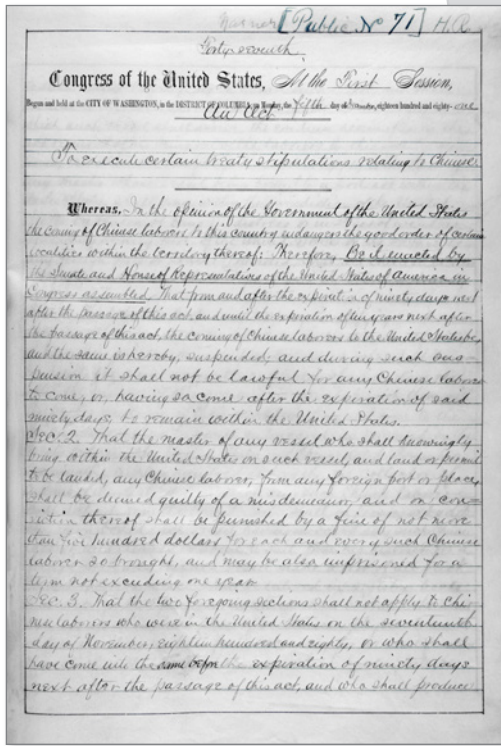 [Public No 71] H.R.
Forty-seventh
Congress of the United States, At the First Session,
Begun and held at the CITY OF WASHINGTON, in the DISTRICT OF COLUMBIA, on Monday, the fifth day of December, eighteen hundred and eighty-one
An Act
To execute certain treaty stipulations relating to Chinese
Whereas, In the opinion of the Government of the United States
the coming of Chinese laborers to this country endangers the good order of certain
localities within the territory thereof: Therefore, Be it enacted by
the Senate and House of Representatives of the United States of America in
Congress assembled, That from and after the expiration of ninety days next
after the passage of this act, and until the expiration of ten years next after
the passage of this act, the coming of Chinese laborers to the United States be,
and the same is hereby, suspended; and during such sus=
pension it shall not be lawful for any Chinese laborer
to come, or, having so come after the expiration of said
ninety days, to remain within the United States.
Sec. 2. That the master of any vessel who shall knowingly
bring within the United States on such vessel, and land or permit
to be landed, any Chinese laborer, from any foreign port or place,
shall be deemed guilty of a misdemeanor, and on con=
viction thereof shall be punished by a fine of not more
than five hundred dollars for each and every such Chinese
laborer so brought, and may be also imprisoned for a
term not exceeding one year.
Sec. 3. That the two foregoing sections shall not apply to Chi
nese laborers who were in the United States on the seventeenth
day of November, eighteen hundred and eighty, or who shall
have come into the same before the expiration of ninety days
next after the passage of this act, and who shall produce